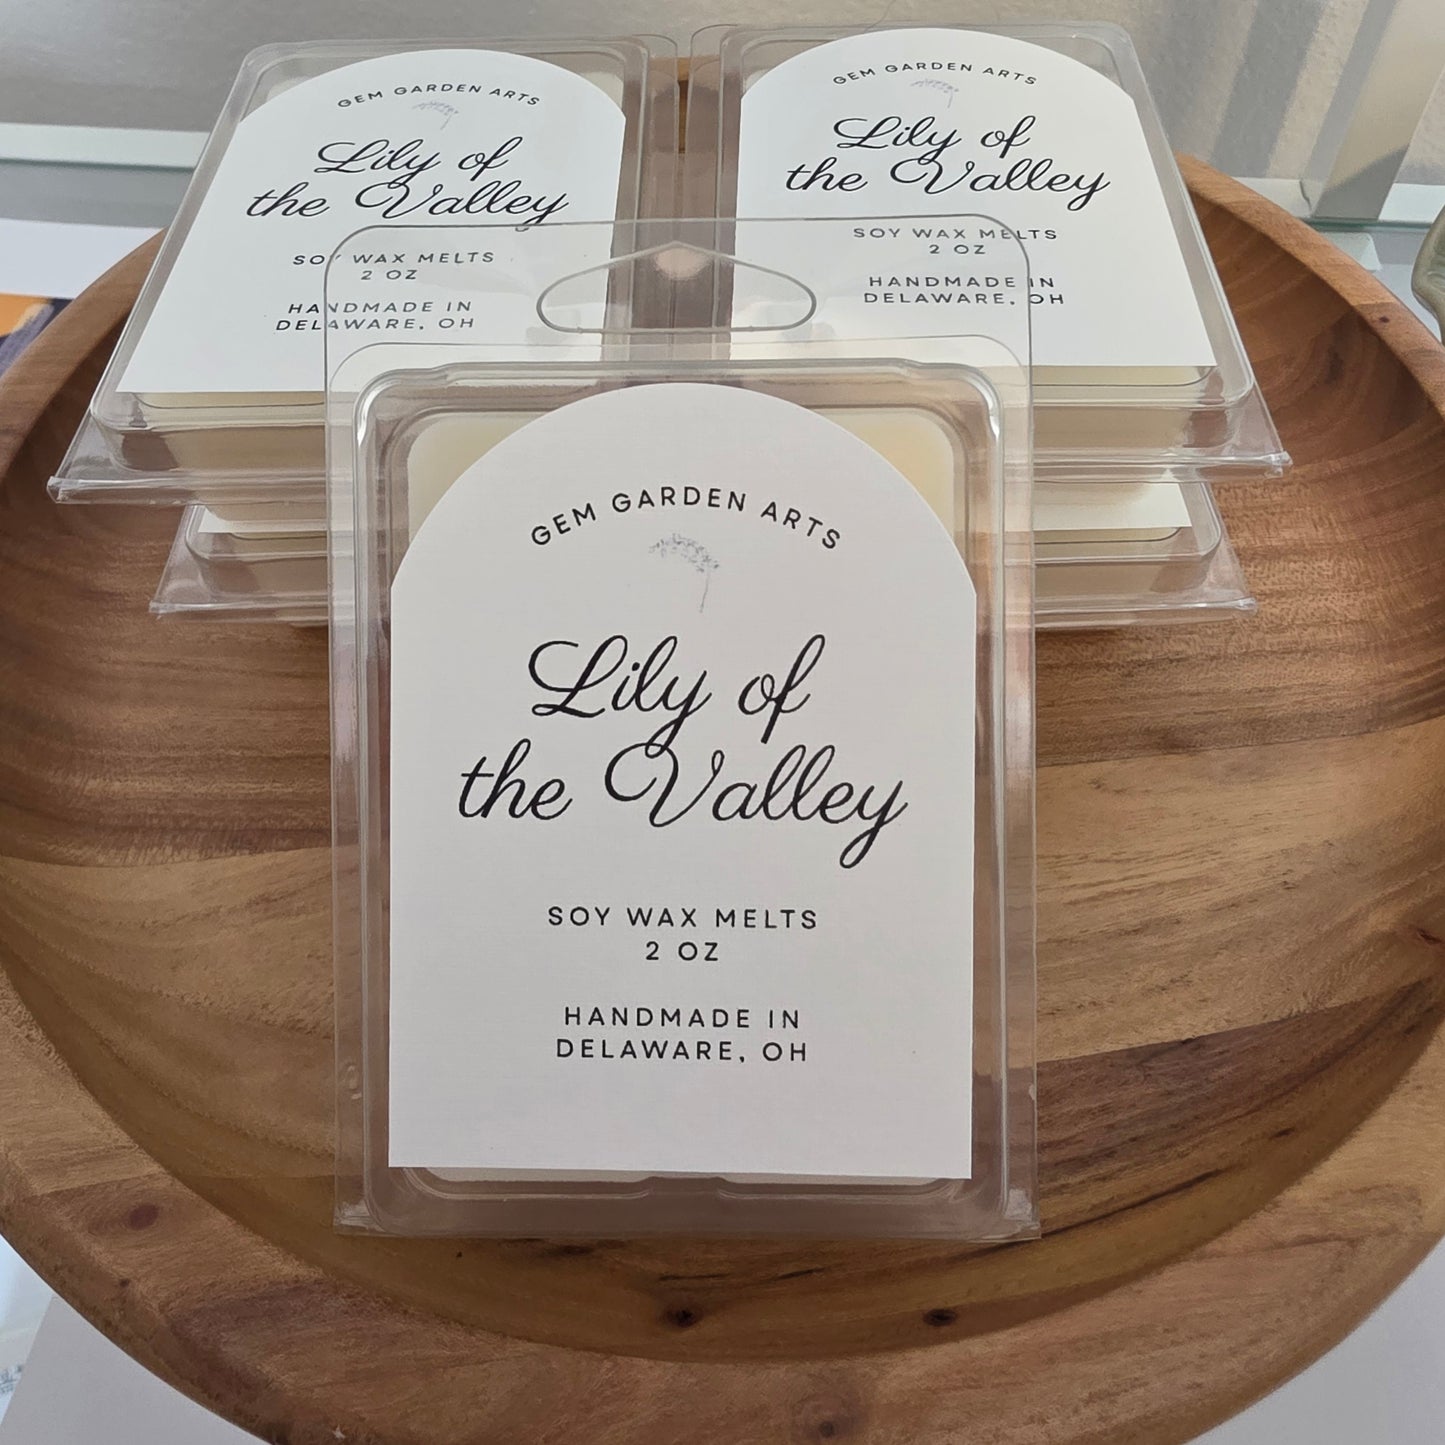 GEM GARDEN ARTS
Lily of
the Valley
SOY WAX MELTS
2 OZ
HANDMADE IN
DELAWARE, OH
GEM GARDEN ARTS
Lily of
the Valley
SOY WAX MELTS
2 OZ
HANDMADE IN
DELAWARE, OH
GEM GARDEN ARTS
Lily of
the Valley
SOY WAX MELTS
2 OZ
HANDMADE IN
DELAWARE, OH